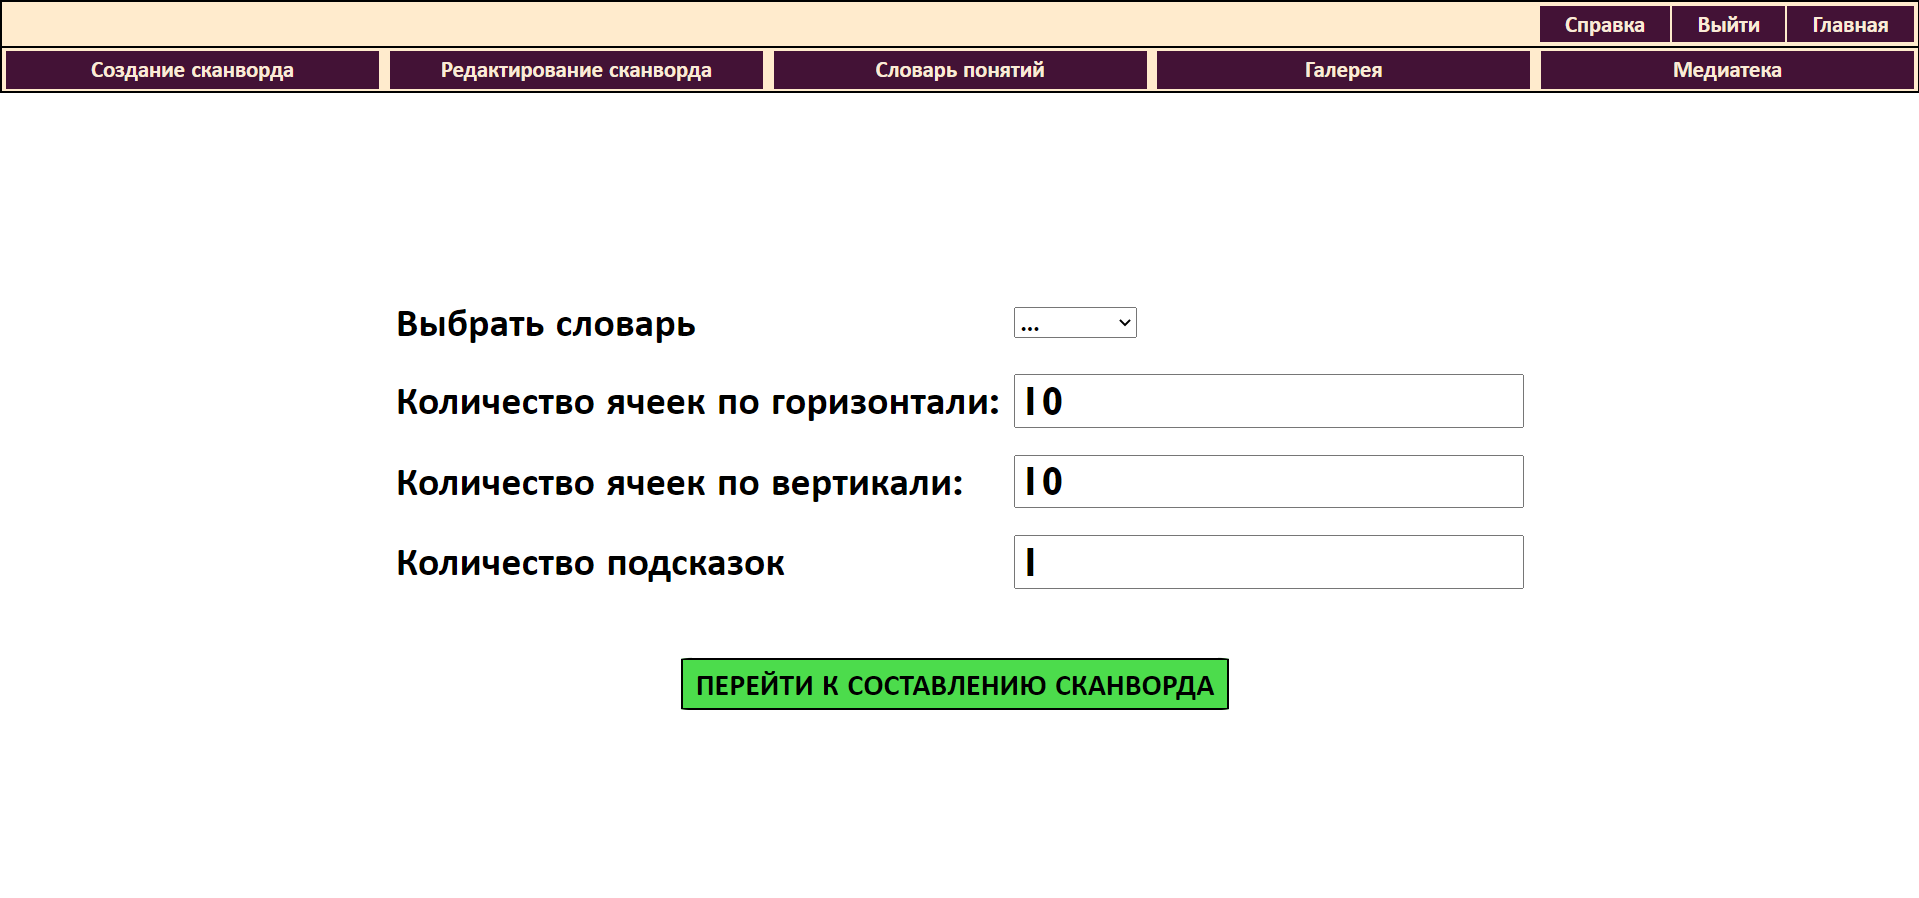 Справка Выйти Главная
Создание сканворда Редактирование сканворда Словарь понятий Галерея Медиатека
Выбрать словарь ...
Количество ячеек по горизонтали: 10
Количество ячеек по вертикали: 10
Количество подсказок 1
ПЕРЕЙТИ К СОСТАВЛЕНИЮ СКАНВОРДА